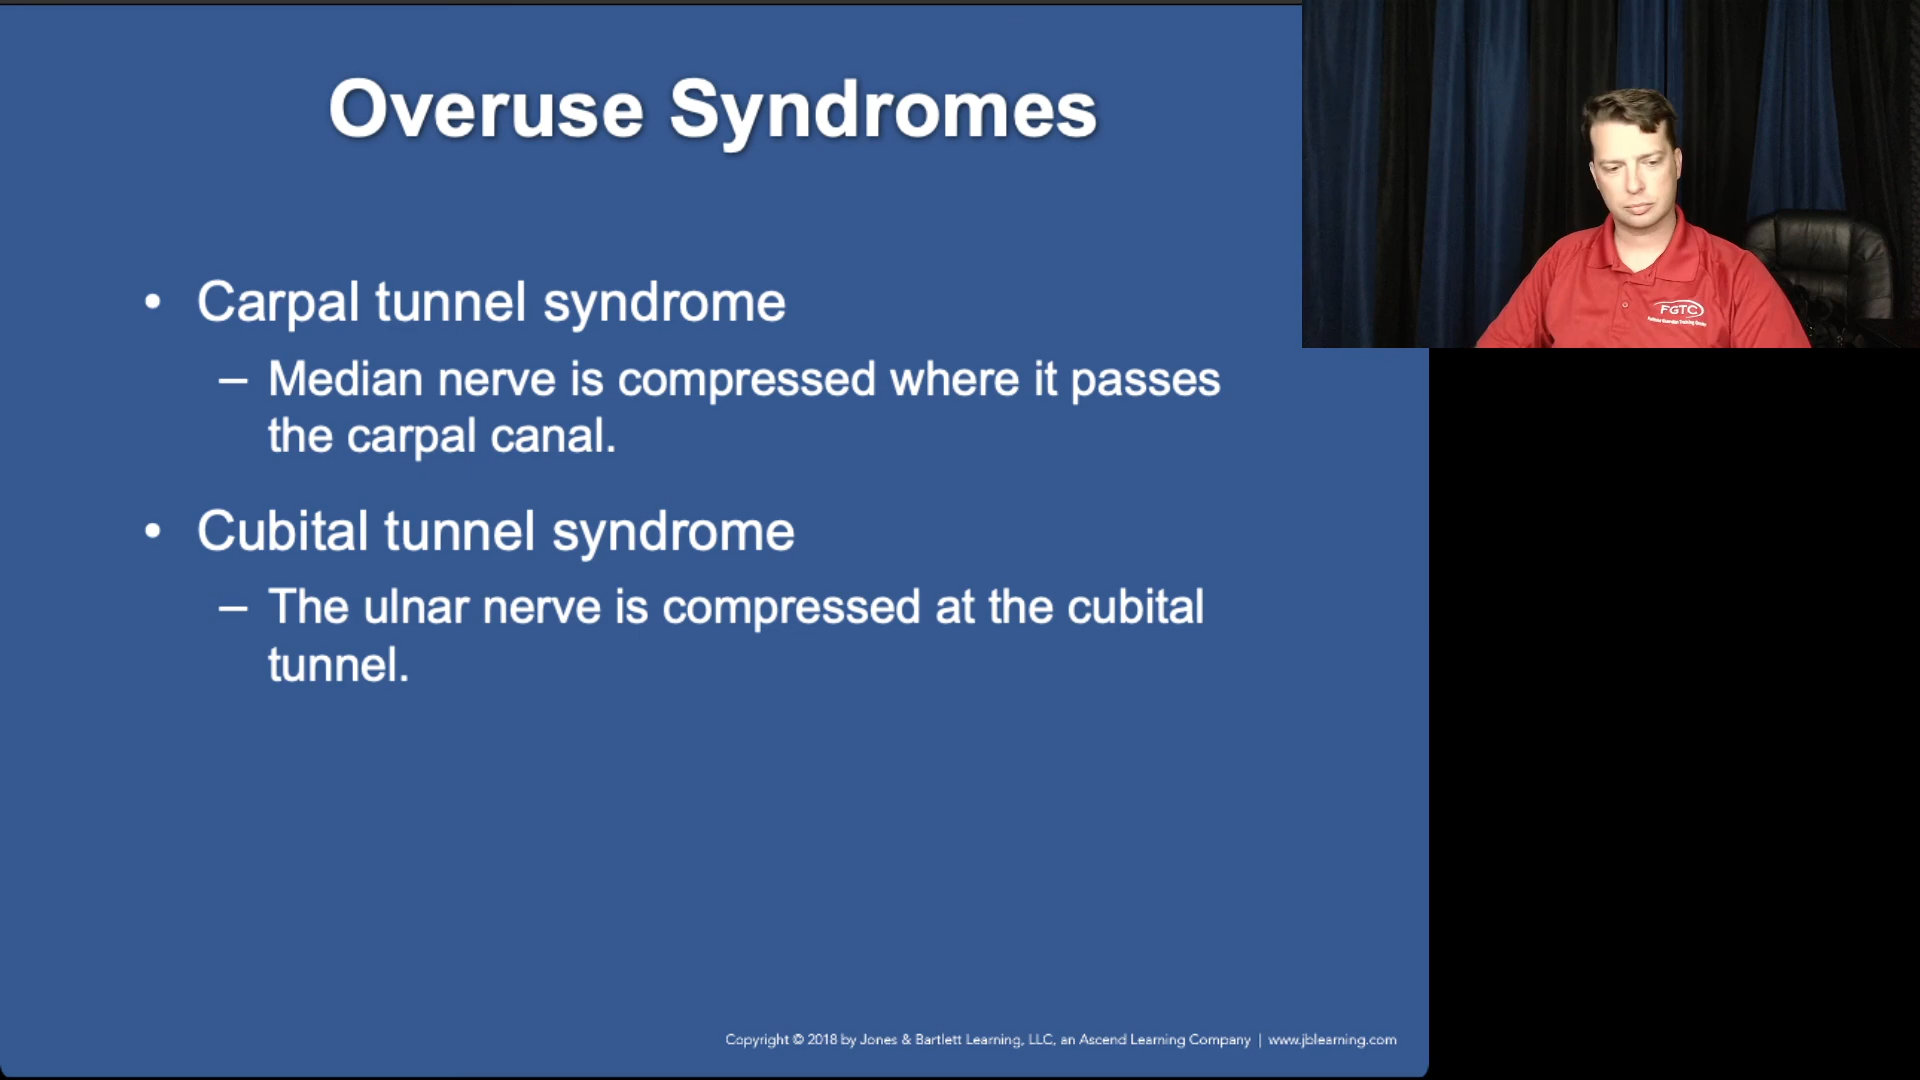 Overuse Syndromes
• Carpal tunnel syndrome
– Median nerve is compressed where it passes
the carpal canal.
• Cubital tunnel syndrome
– The ulnar nerve is compressed at the cubital
tunnel.
FGTC
Copyright © 2018 by Jones & Bartlett Learning, LLC, an Ascend Learning Company | www.jblearning.com